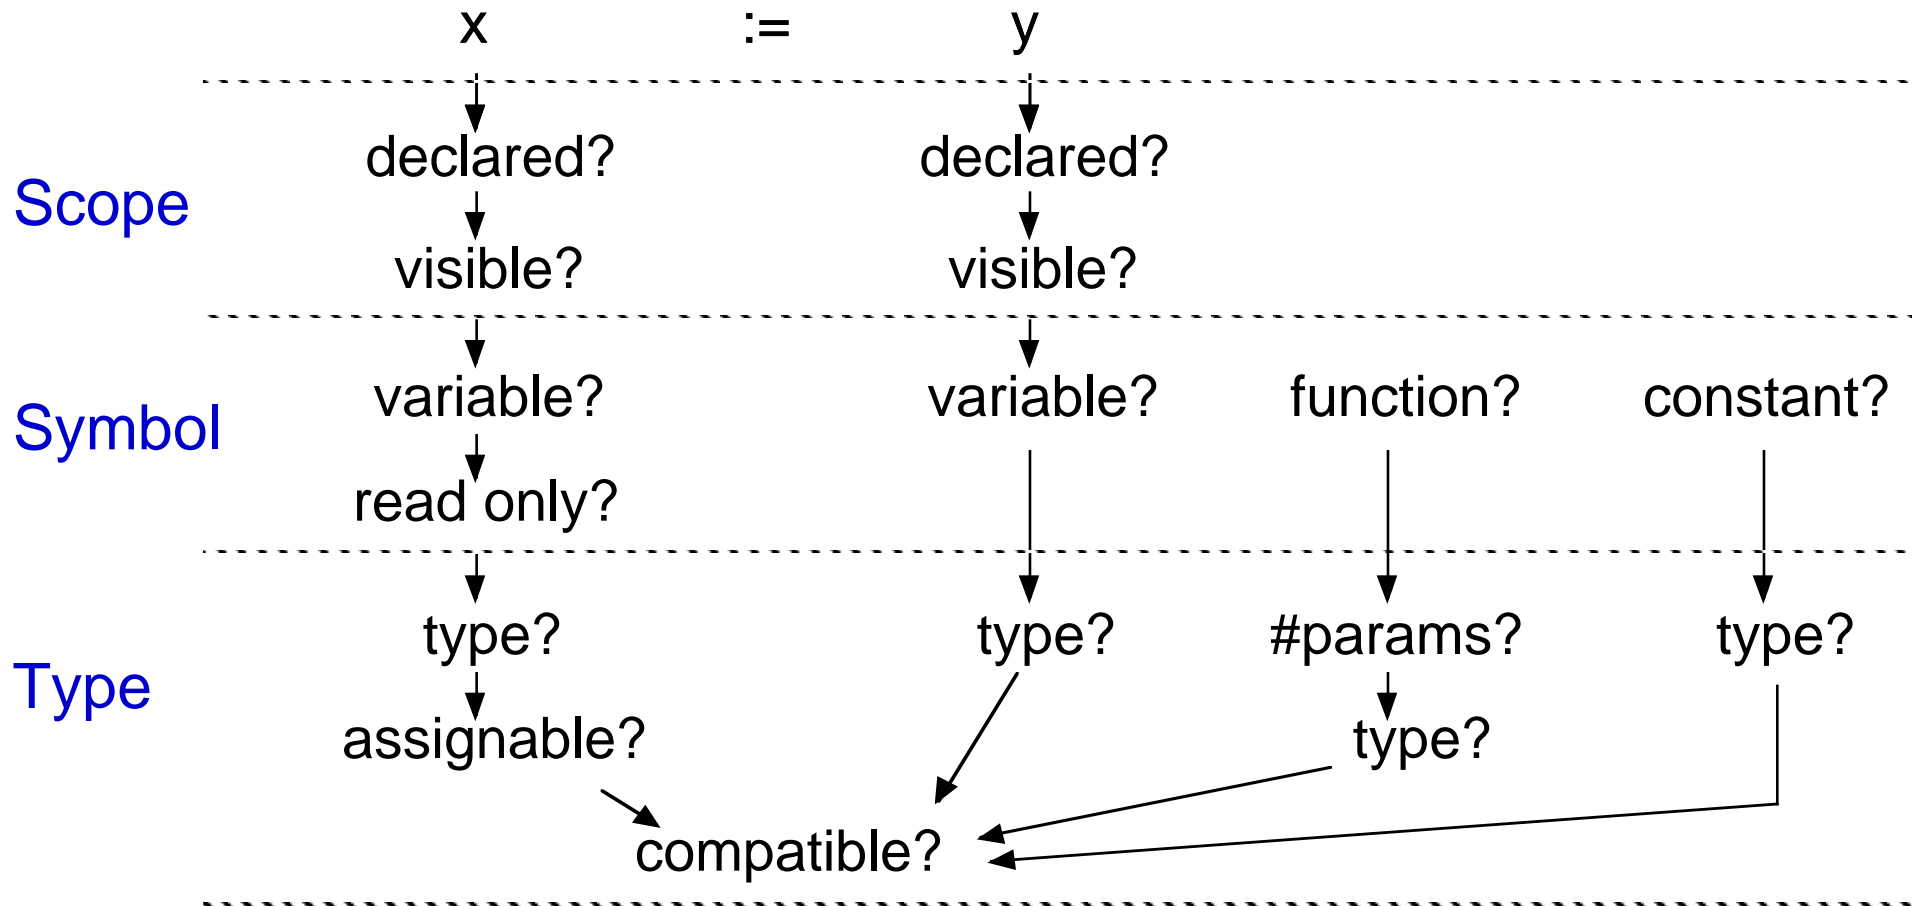 x := y
declared? declared?
Scope
visible? visible?
variable? variable? function? constant?
Symbol
read only?
type? type? #params? type?
Type
assignable? type?
compatible?